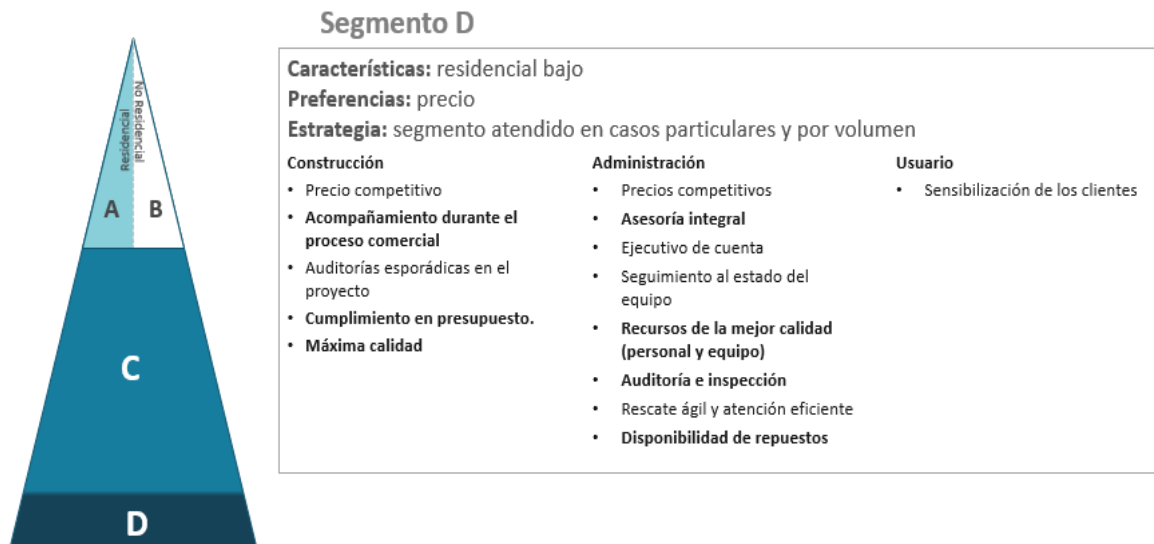 Segmento D
Características: residencial bajo
Preferencias: precio
Estrategia: segmento atendido en casos particulares y por volumen
Construcción
• Precio competitivo
• Acompañamiento durante el
proceso comercial
• Auditorías esporádicas en el
proyecto
• Cumplimiento en presupuesto.
• Máxima calidad
Administración
• Precios competitivos
• Asesoría integral
• Ejecutivo de cuenta
• Seguimiento al estado del
equipo
• Recursos de la mejor calidad
(personal y equipo)
• Auditoría e inspección
• Rescate ágil y atención eficiente
• Disponibilidad de repuestos
Usuario
• Sensibilización de los clientes
Residencial
No Residencial
A
B
C
D